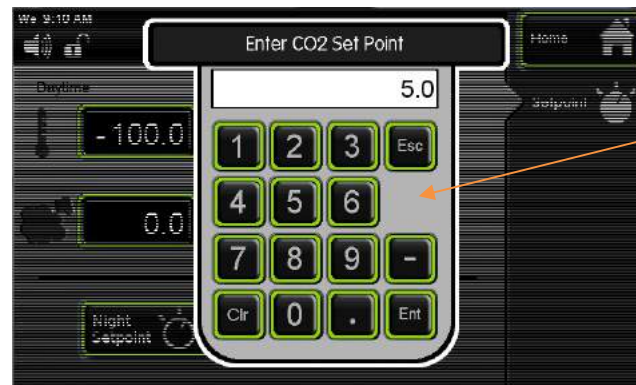 We 9:10 AM
Enter CO2 Set Point
Home
5.0
Daytime
Setpoint
-100.0
1 2 3 Esc
4 5 6
0.0
7 8 9 -
Night
Setpoint
Clr 0 . Ent